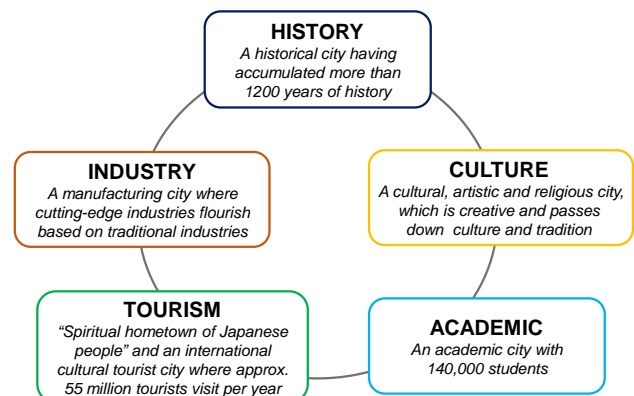 HISTORY
A historical city having
accumulated more than
1200 years of history
INDUSTRY
A manufacturing city where
cutting-edge industries flourish
based on traditional industries
CULTURE
A cultural, artistic and religious city,
which is creative and passes
down culture and tradition
TOURISM
“Spiritual hometown of Japanese
people” and an international
cultural tourist city where approx.
55 million tourists visit per year
ACADEMIC
An academic city with
140,000 students